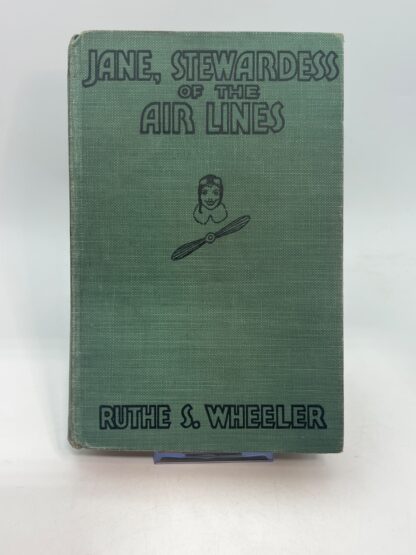 JANE, STEWARDESS
OF THE
AIR LINES
RUTHE S. WHEELER